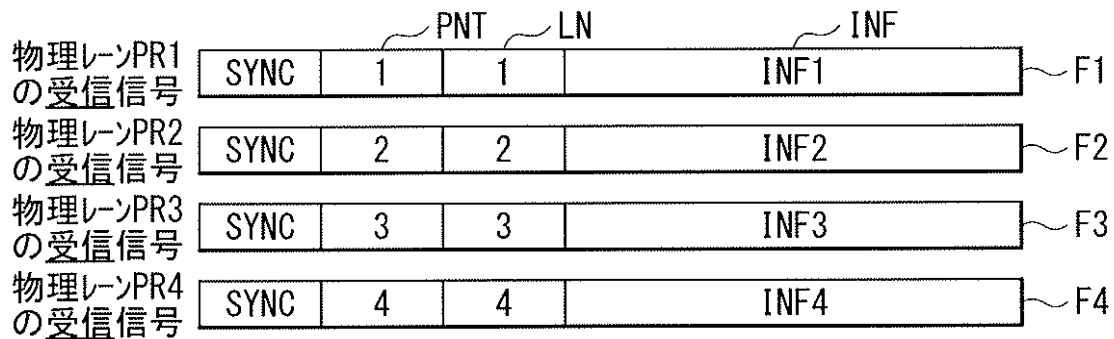 PNT LN INF
物理レーンPR1
の受信信号
SYNC 1 1 INF1 F1
物理レーンPR2
の受信信号
SYNC 2 2 INF2 F2
物理レーンPR3
の受信信号
SYNC 3 3 INF3 F3
物理レーンPR4
の受信信号
SYNC 4 4 INF4 F4